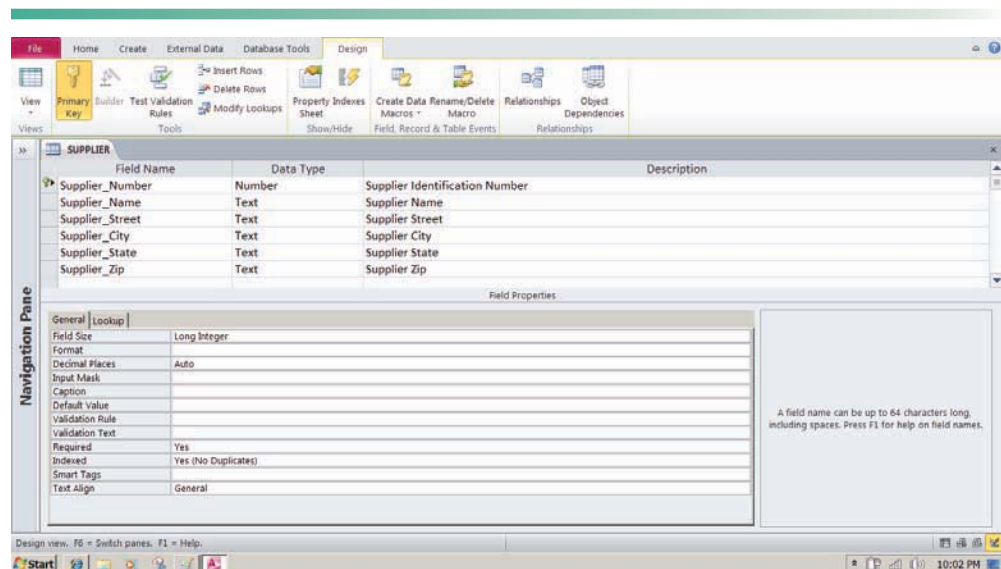 File Home Create External Data Database Tools Design
View
Views
Primary Key
Builder
Test Validation Rules
Insert Rows
Delete Rows
Modify Lookups
Tools
Property Sheet
Indexes
Show/Hide
Create Data Macros
Rename/Delete Macro
Field, Record & Table Events
Relationships
Object Dependencies
Relationships
»
SUPPLIER
Field Name Data Type Description
Supplier_Number Number Supplier Identification Number
Supplier_Name Text Supplier Name
Supplier_Street Text Supplier Street
Supplier_City Text Supplier City
Supplier_State Text Supplier State
Supplier_Zip Text Supplier Zip
Navigation Pane
Field Properties
General Lookup
Field Size Long Integer
Format
Decimal Places Auto
Input Mask
Caption
Default Value
Validation Rule
Validation Text
Required Yes
Indexed Yes (No Duplicates)
Smart Tags
Text Align General
A field name can be up to 64 characters long,
including spaces. Press F1 for help on field names.
Design view. F6 = Switch panes. F1 = Help.
Start 10:02 PM